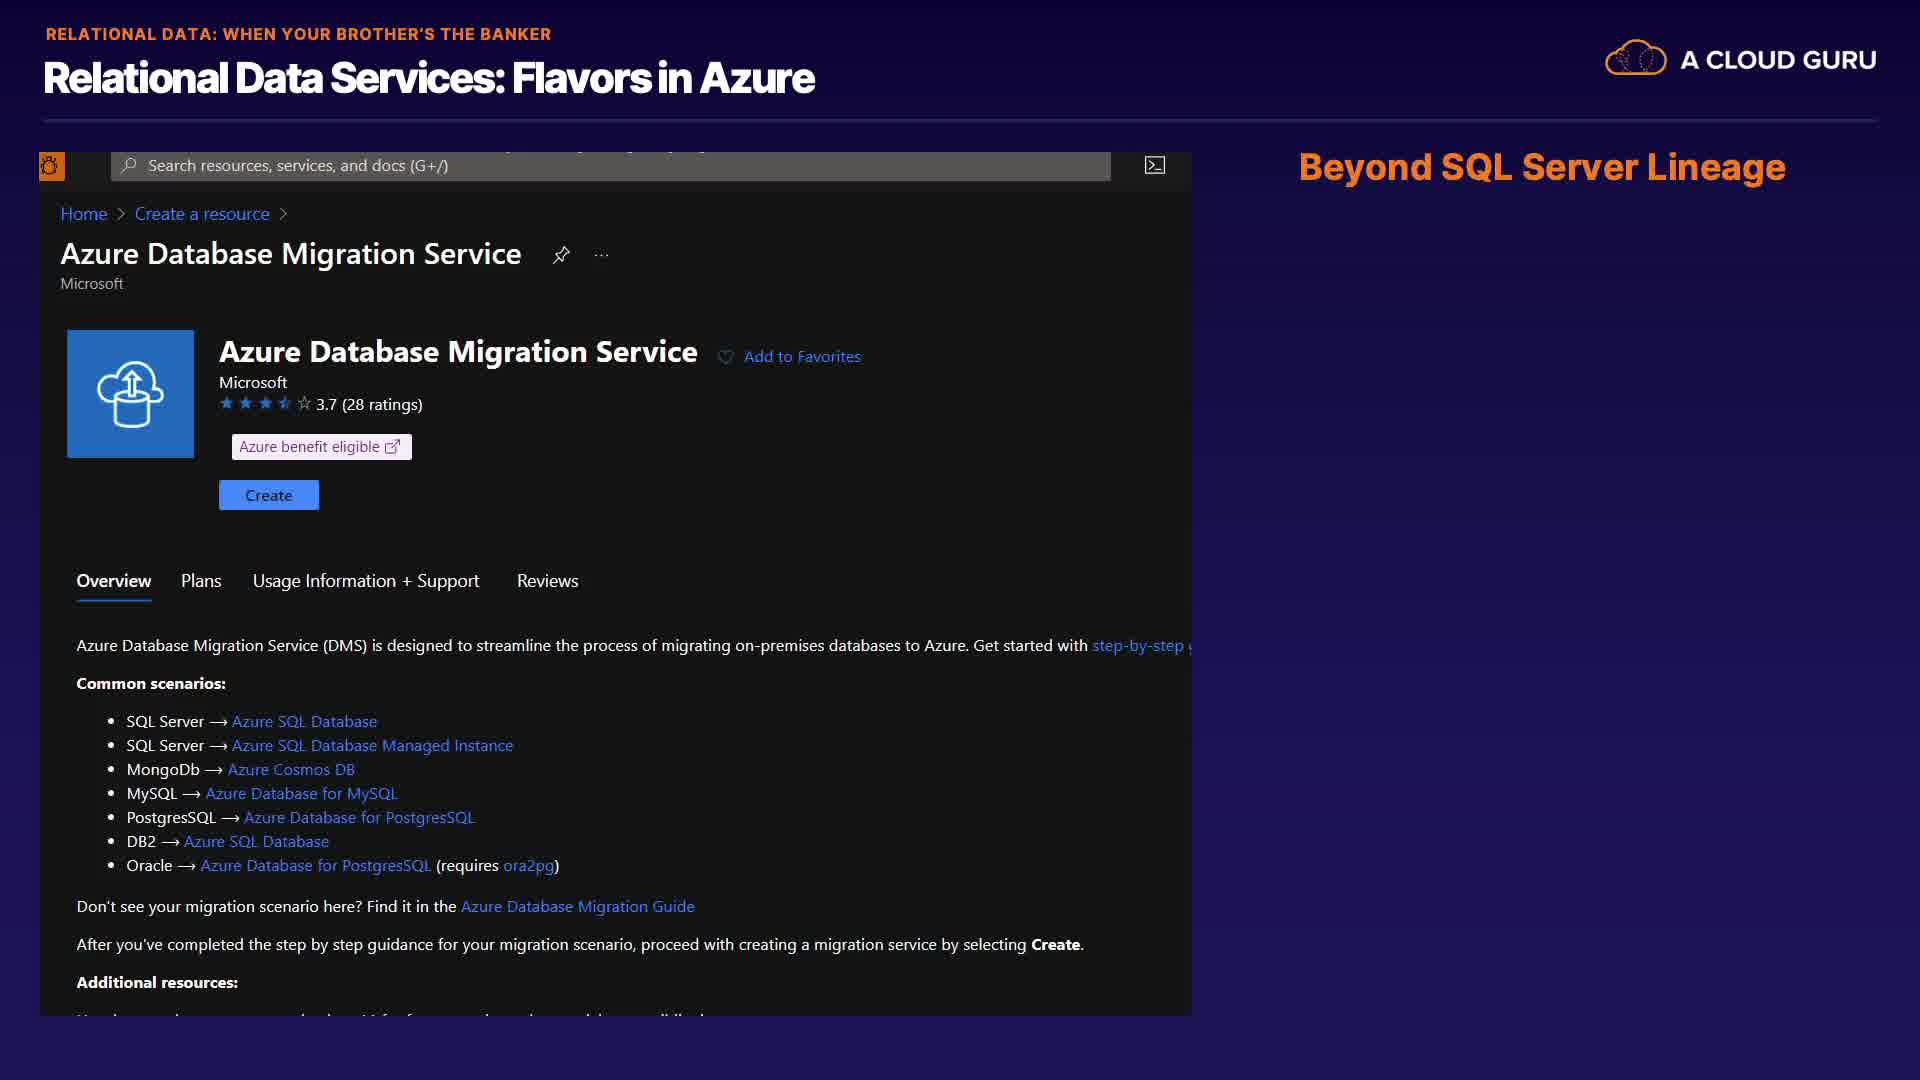 RELATIONAL DATA: WHEN YOUR BROTHER'S THE BANKER
Relational Data Services: Flavors in Azure
A CLOUD GURU
Search resources, services, and docs (G+/)
Beyond SQL Server Lineage
Home > Create a resource >
Azure Database Migration Service
Microsoft
Azure Database Migration Service
Add to Favorites
Microsoft
3.7 (28 ratings)
Azure benefit eligible
Create
Overview Plans Usage Information + Support Reviews
Azure Database Migration Service (DMS) is designed to streamline the process of migrating on-premises databases to Azure. Get started with step-by-step
Common scenarios:
• SQL Server → Azure SQL Database
• SQL Server → Azure SQL Database Managed Instance
• MongoDb → Azure Cosmos DB
• MySQL → Azure Database for MySQL
• PostgresSQL → Azure Database for PostgresSQL
• DB2 → Azure SQL Database
• Oracle → Azure Database for PostgresSQL (requires ora2pg)
Don't see your migration scenario here? Find it in the Azure Database Migration Guide
After you've completed the step by step guidance for your migration scenario, proceed with creating a migration service by selecting Create.
Additional resources: